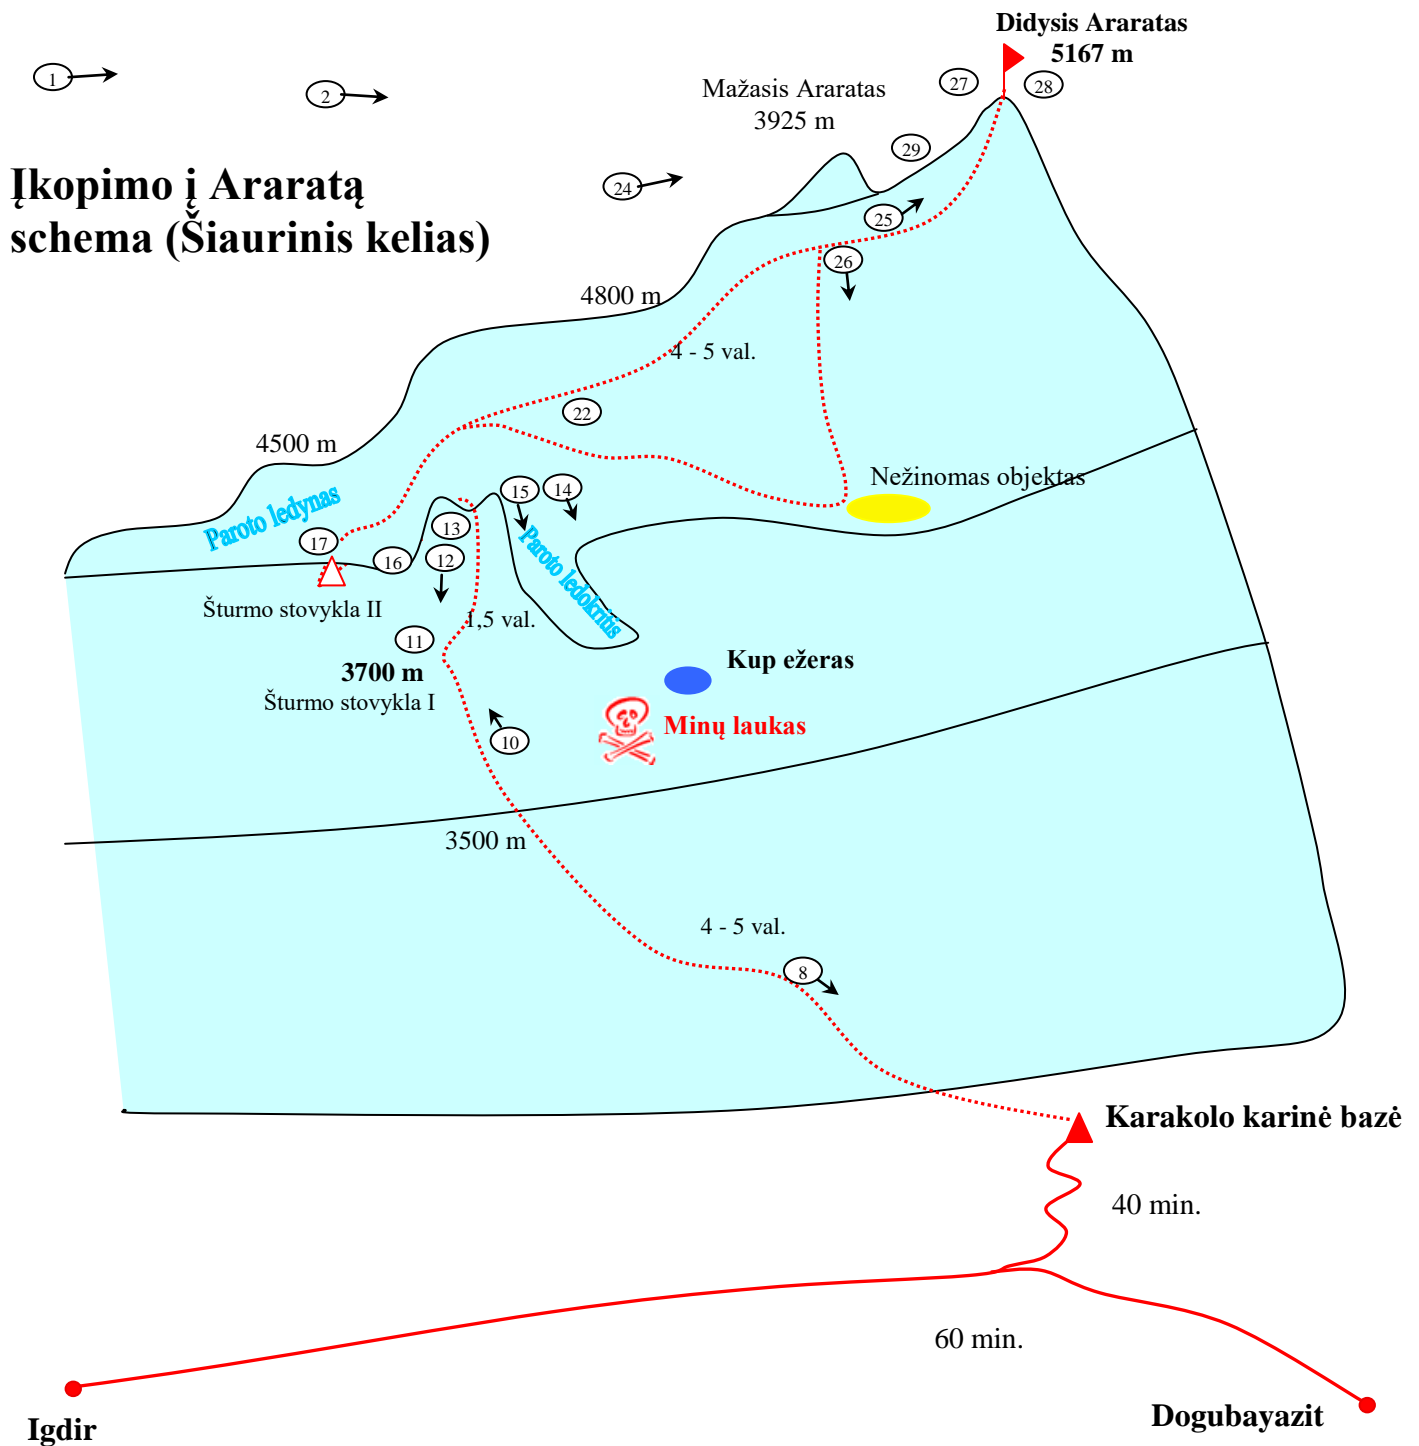 Didysis Araratas
5167 m
1
2
27
28
Mažasis Araratas
3925 m
29
Įkopimo į Araratą
schema (Šiaurinis kelias)
24
25
26
4800 m
4 - 5 val.
22
4500 m
Nežinomas objektas
15
14
Paroto ledynas
13
17
16
12
Paroto ledokritis
Šturmo stovykla II
1,5 val.
11
3700 m
Šturmo stovykla I
Kup ežeras
Minų laukas
10
3500 m
4 - 5 val.
8
Karakolo karinė bazė
40 min.
60 min.
Igdir
Dogubayazit